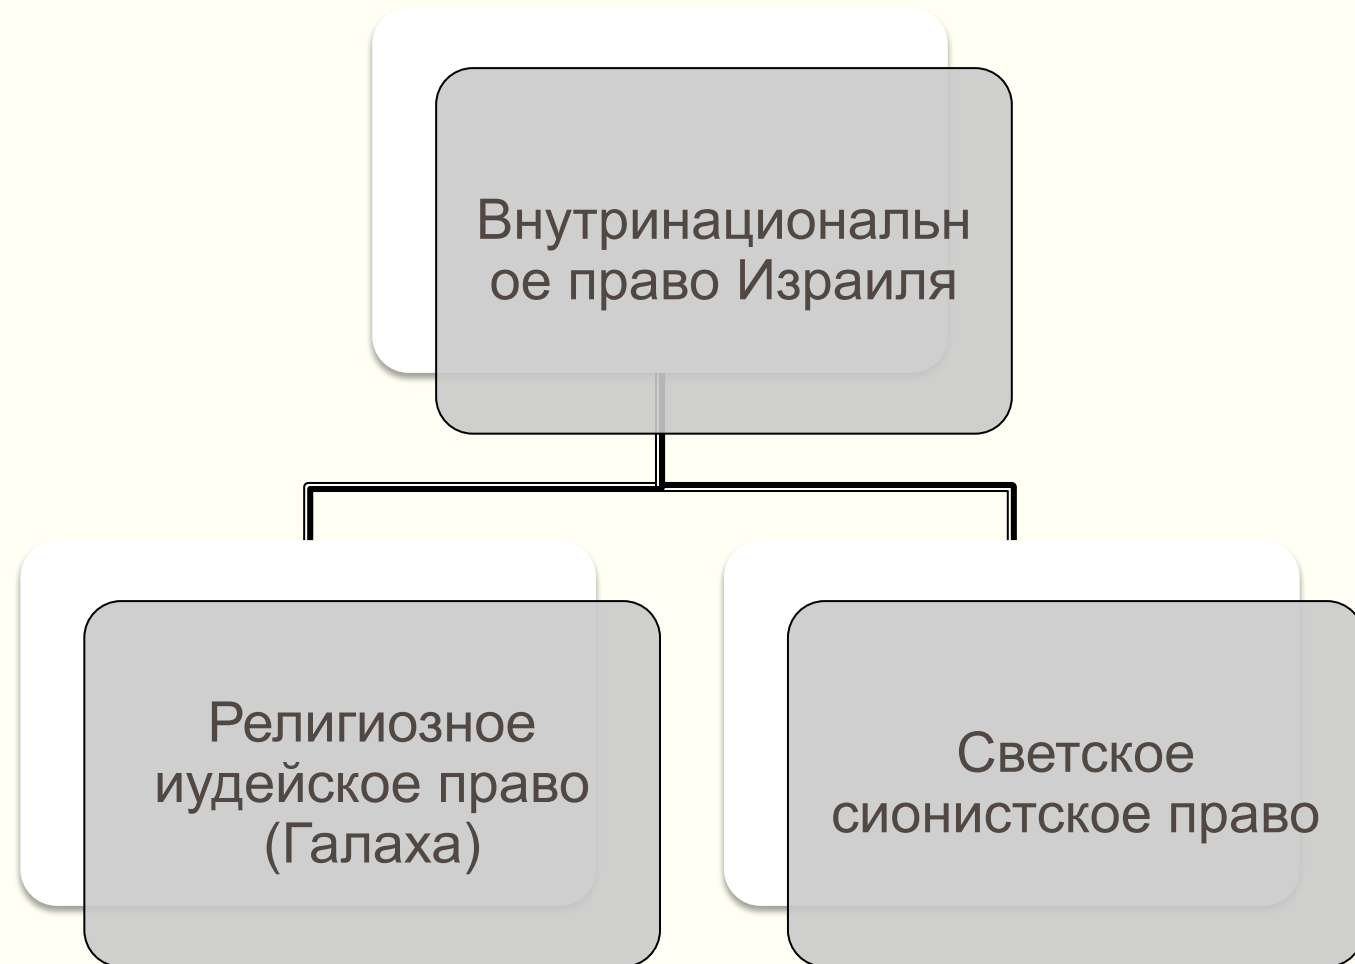 Внутринациональн
ое право Израиля
Религиозное
иудейское право
(Галаха)
Светское
сионистское право